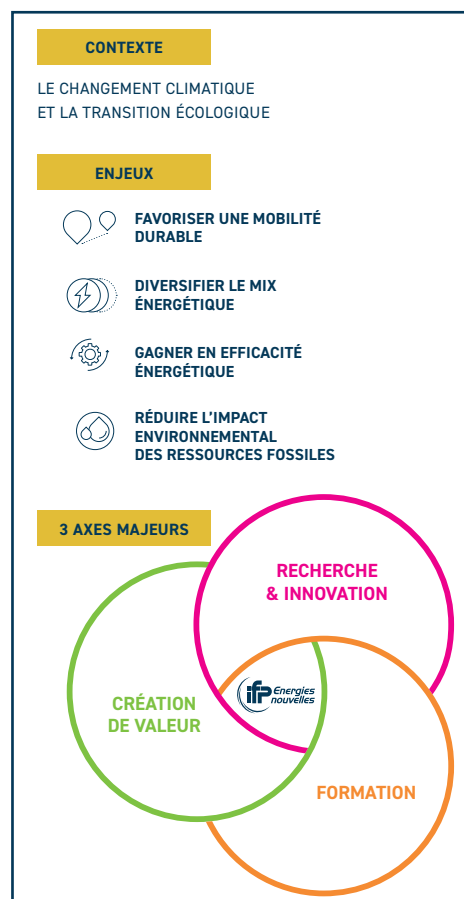 CONTEXTE
LE CHANGEMENT CLIMATIQUE
ET LA TRANSITION ÉCOLOGIQUE
ENJEUX
FAVORISER UNE MOBILITÉ
DURABLE
DIVERSIFIER LE MIX
ÉNERGÉTIQUE
GAGNER EN EFFICACITÉ
ÉNERGÉTIQUE
RÉDUIRE L'IMPACT
ENVIRONNEMENTAL
DES RESSOURCES FOSSILES
3 AXES MAJEURS
RECHERCHE
& INNOVATION
ifp Energies
nouvelles
CRÉATION
DE VALEUR
FORMATION